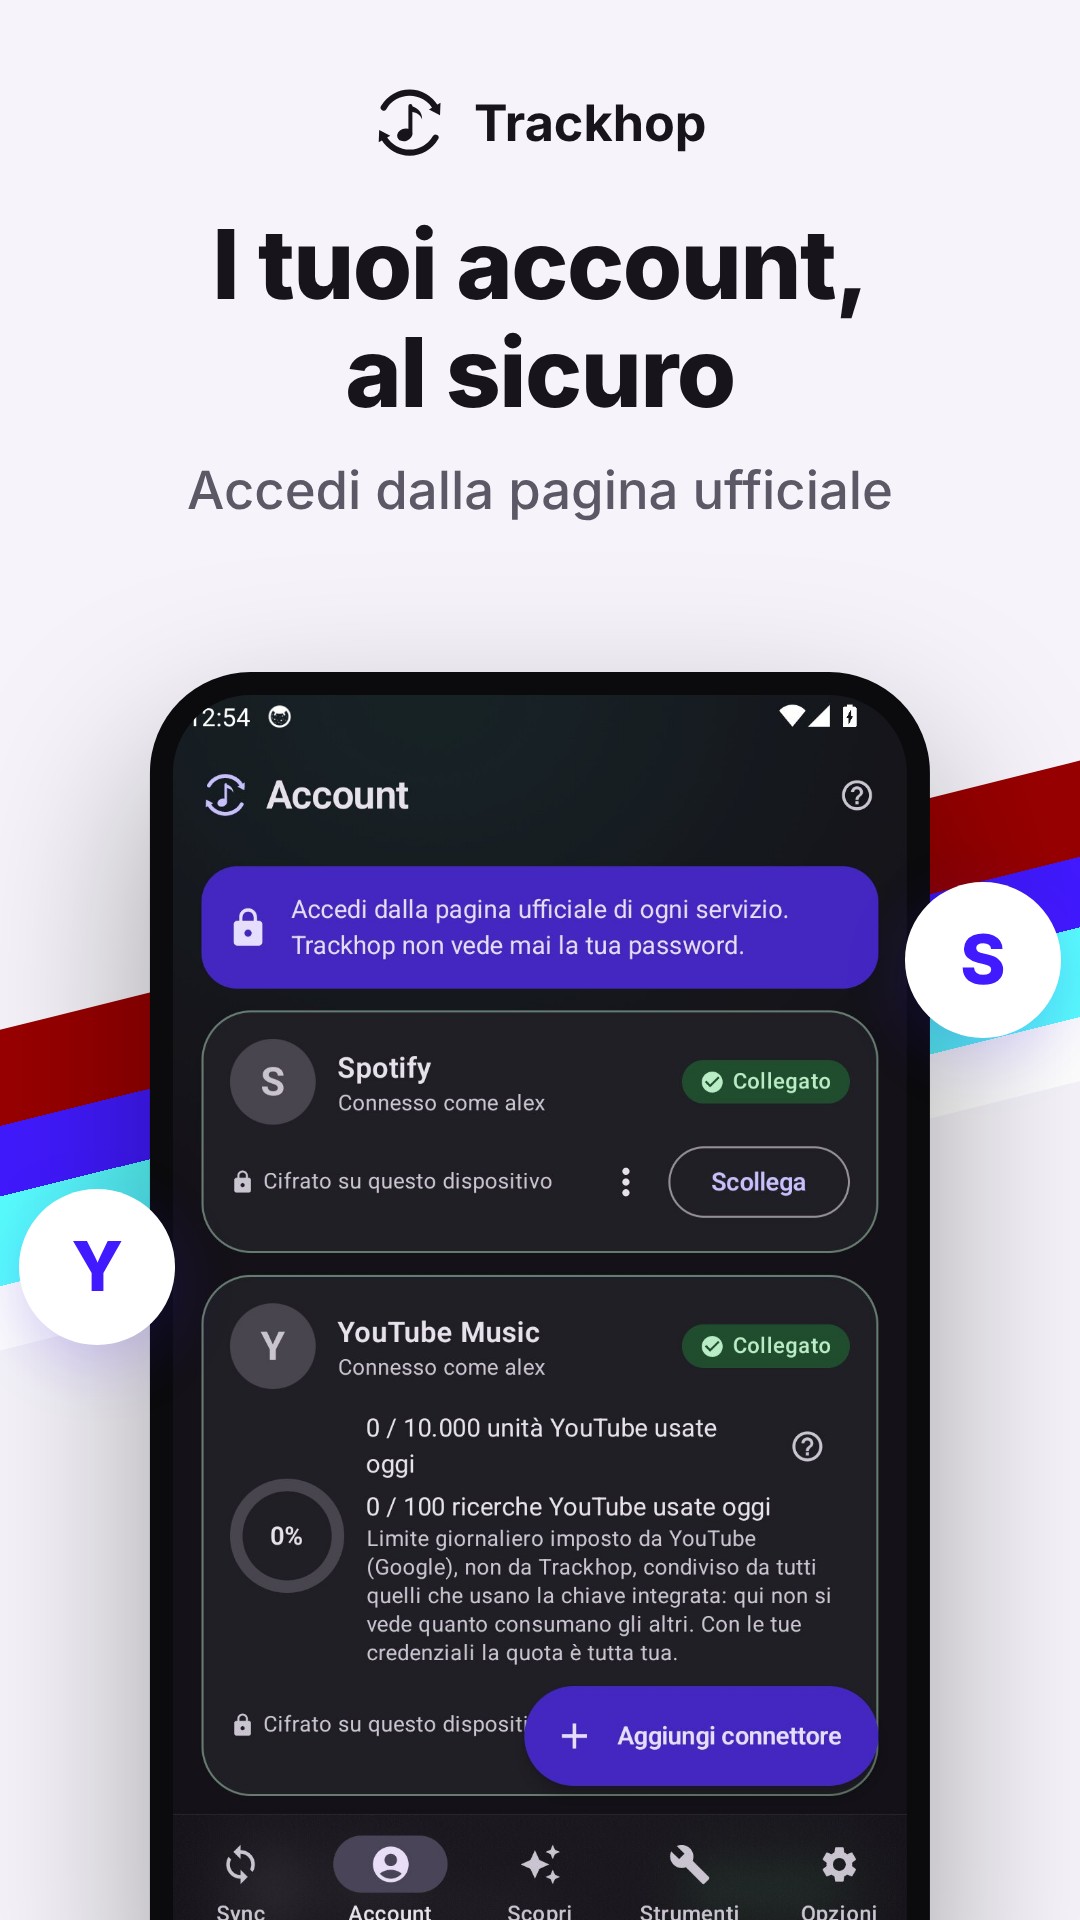 Trackhop
I tuoi account,
al sicuro
Accedi dalla pagina ufficiale
12:54
Account
Accedi dalla pagina ufficiale di ogni servizio.
Trackhop non vede mai la tua password.
S
S
Spotify
Connesso come alex
Collegato
Cifrato su questo dispositivo
Scollega
Y
Y
YouTube Music
Connesso come alex
Collegato
0 / 10.000 unità YouTube usate
oggi
0 / 100 ricerche YouTube usate oggi
0%
Limite giornaliero imposto da YouTube
(Google), non da Trackhop, condiviso da tutti
quelli che usano la chiave integrata: qui non si
vede quanto consumano gli altri. Con le tue
credenziali la quota è tutta tua.
Cifrato su questo dispositi
Aggiungi connettore
Sync
Account
Scopri
Strumenti
Opzioni